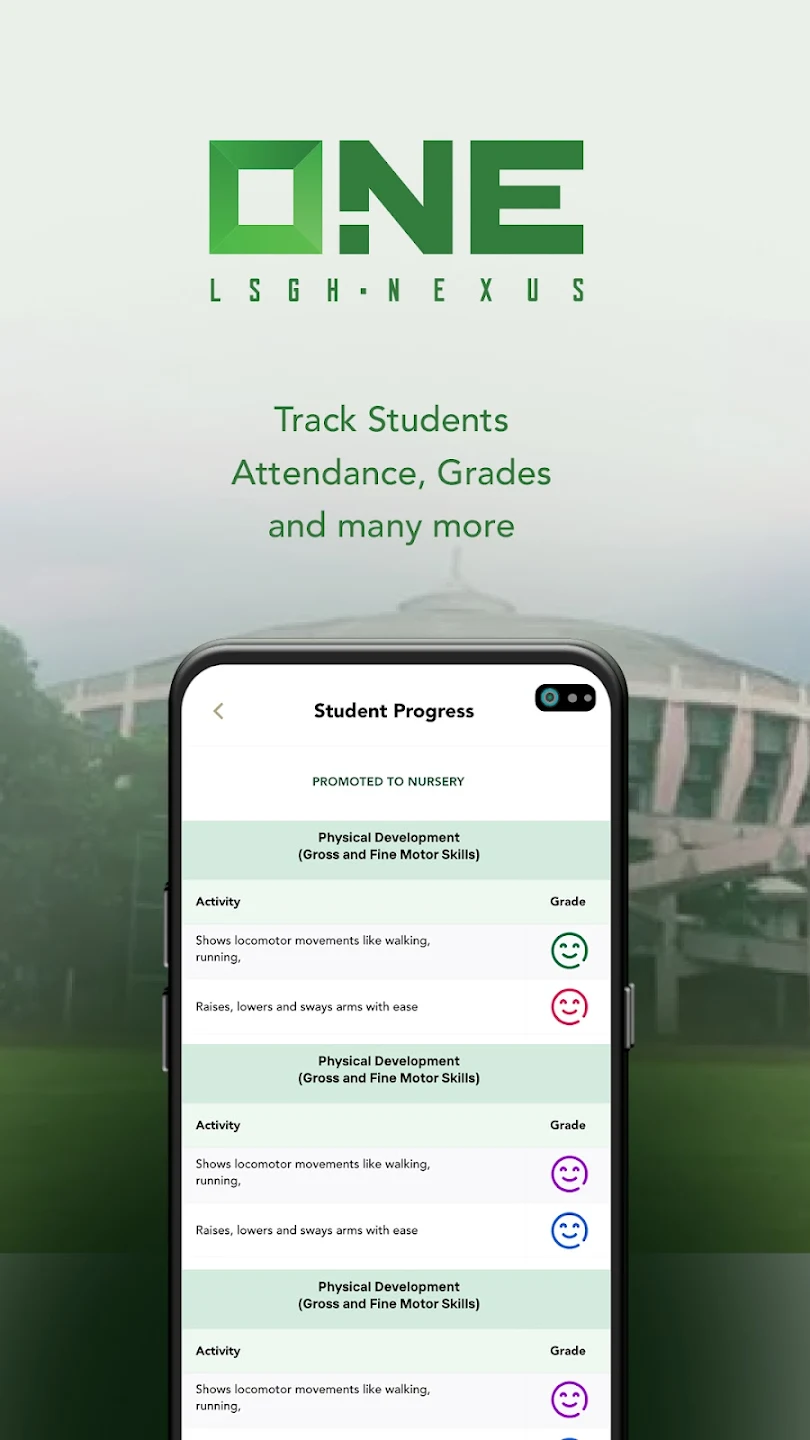 ONE
LSGH·NEXUS
Track Students
Attendance, Grades
and many more
Student Progress
PROMOTED TO NURSERY
Physical Development
(Gross and Fine Motor Skills)
Activity Grade
Shows locomotor movements like walking,
running,
Raises, lowers and sways arms with ease
Physical Development
(Gross and Fine Motor Skills)
Activity Grade
Shows locomotor movements like walking,
running,
Raises, lowers and sways arms with ease
Physical Development
(Gross and Fine Motor Skills)
Activity Grade
Shows locomotor movements like walking,
running,